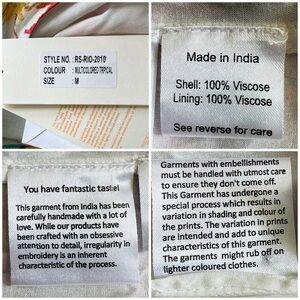 STYLE NO. : RS-RIO-2010
COLOUR : MULTICOLORED TRIPICAL
SIZE : M
Made in India
Shell: 100% Viscose
Lining: 100% Viscose
See reverse for care
You have fantastic taste!
This garment from India has been
carefully handmade with a lot of
love. While our products have
been crafted with an obsessive
attention to detail, irregularity in
embroidery is an inherent
characteristic of the process.
Garments with embellishments
must be handled with utmost care
to ensure they don't come off.
This Garment has undergone a
special process which results in
variation in shading and colour of
the prints. The variation in prints
are intended and add to unique
characteristics of this garment.
The garments might rub off on
lighter coloured clothes.